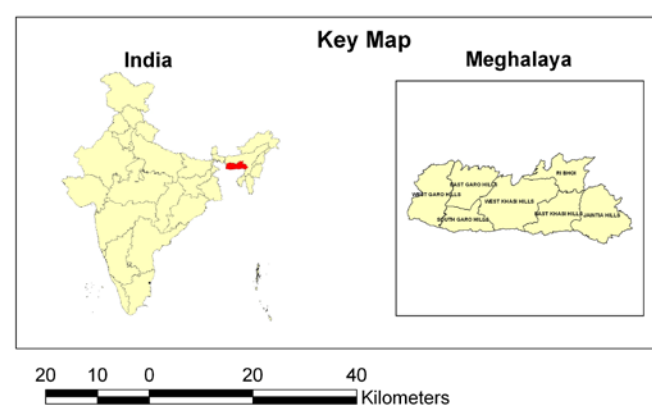 Key Map
India
Meghalaya
RI BHOI
EAST GARO HILLS
WEST GARO HILLS
WEST KHASI HILLS
SOUTH GARO HILLS
EAST KHASI HILLS
JAINTIA HILLS
20 10 0 20 40
Kilometers